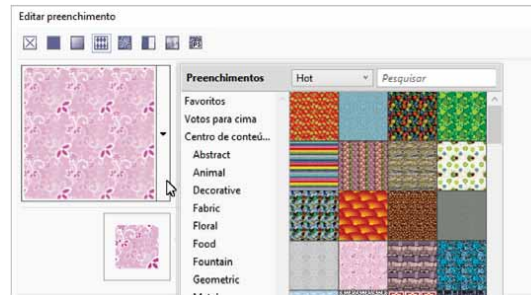 Editar preenchimento
Preenchimentos
Hot
Pesquisar
Favoritos
Votos para cima
Centro de conteú...
Abstract
Animal
Decorative
Fabric
Floral
Food
Fountain
Geometric